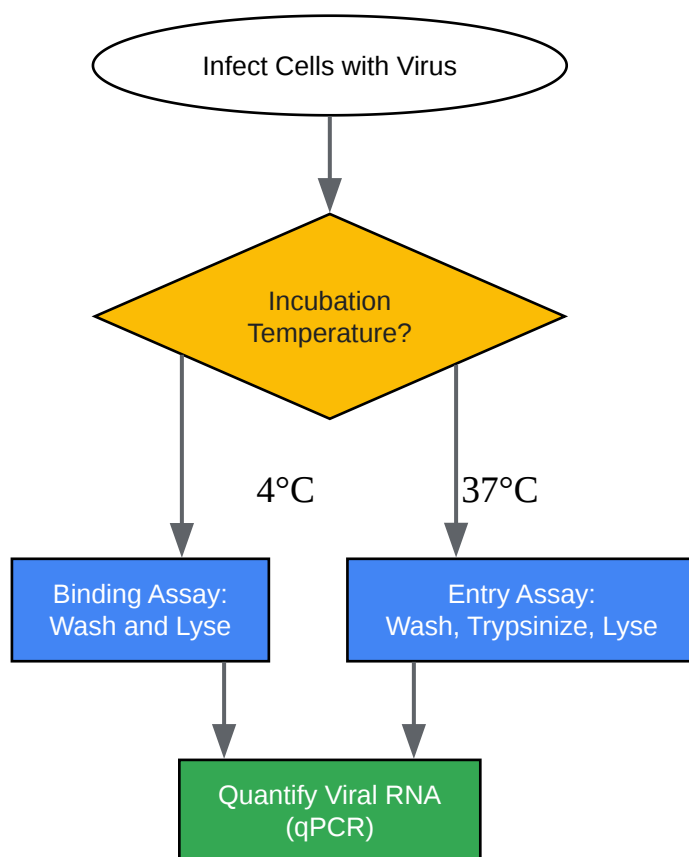 Infect Cells with Virus
Incubation
Temperature?
4°C
37°C
Binding Assay:
Wash and Lyse
Entry Assay:
Wash, Trypsinize, Lyse
Quantify Viral RNA
(qPCR)